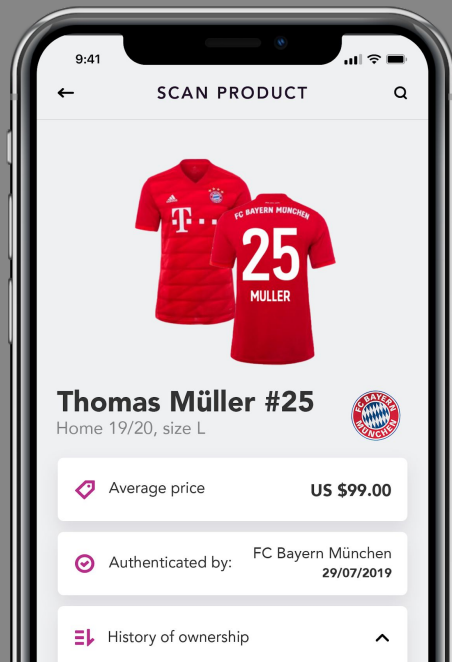 9:41
SCAN PRODUCT
T..
FC BAYERN MÜNCHEN
25
MULLER
Thomas Müller #25
Home 19/20, size L
FC BAYERN
MÜNCHEN
Average price
US $99.00
Authenticated by:
FC Bayern München
29/07/2019
History of ownership